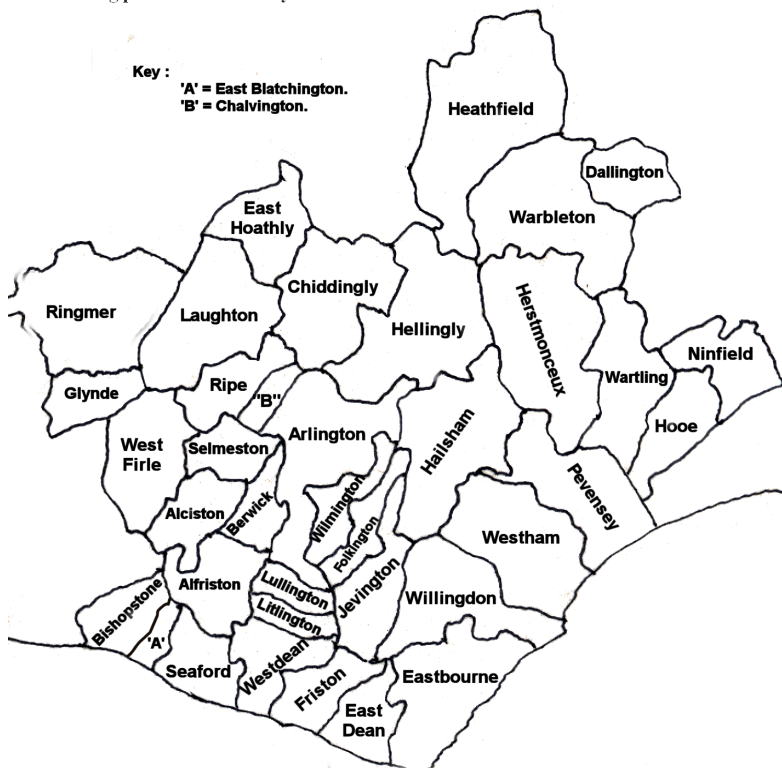 Key :
'A' = East Blatchington.
'B' = Chalvington.
Heathfield
Dallington
East
Hoathly
Warbleton
Chiddingly
Ringmer
Laughton
Hellingly
Herstmonceux
Ninfield
Wartling
Glynde
Ripe
"B"
Hooe
Arlington
West
Firle
Selmeston
Hailsham
Pevensey
Wilmington
Alciston
Berwick
Folkington
Westham
Lullington
Alfriston
Jevington
Willingdon
Bishopstone
Litlington
'A'
Seaford
Westdean
Friston
Eastbourne
East
Dean